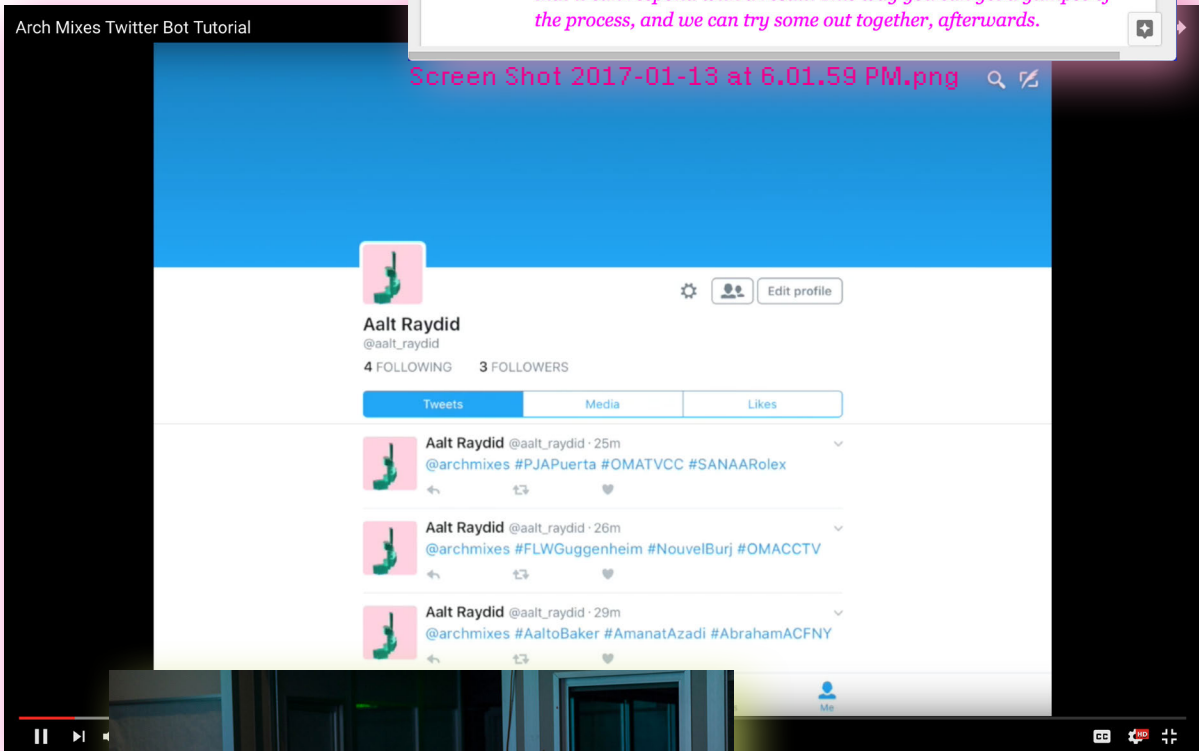 Arch Mixes Twitter Bot Tutorial
the process, and we can try some out together, afterwards.
Screen Shot 2017-01-13 at 6.01.59 PM.png
Edit profile
Aalt Raydid
@aalt_raydid
4 FOLLOWING 3 FOLLOWERS
Tweets Media Likes
Aalt Raydid @aalt_raydid · 25m
@archmixes #PJAPuerta #OMATVCC #SANAARolex
Aalt Raydid @aalt_raydid · 26m
@archmixes #FLWGuggenheim #NouvelBurj #OMACCTV
Aalt Raydid @aalt_raydid · 29m
@archmixes #AaltoBaker #AmanatAzadi #AbrahamACFNY
Me
CC HD